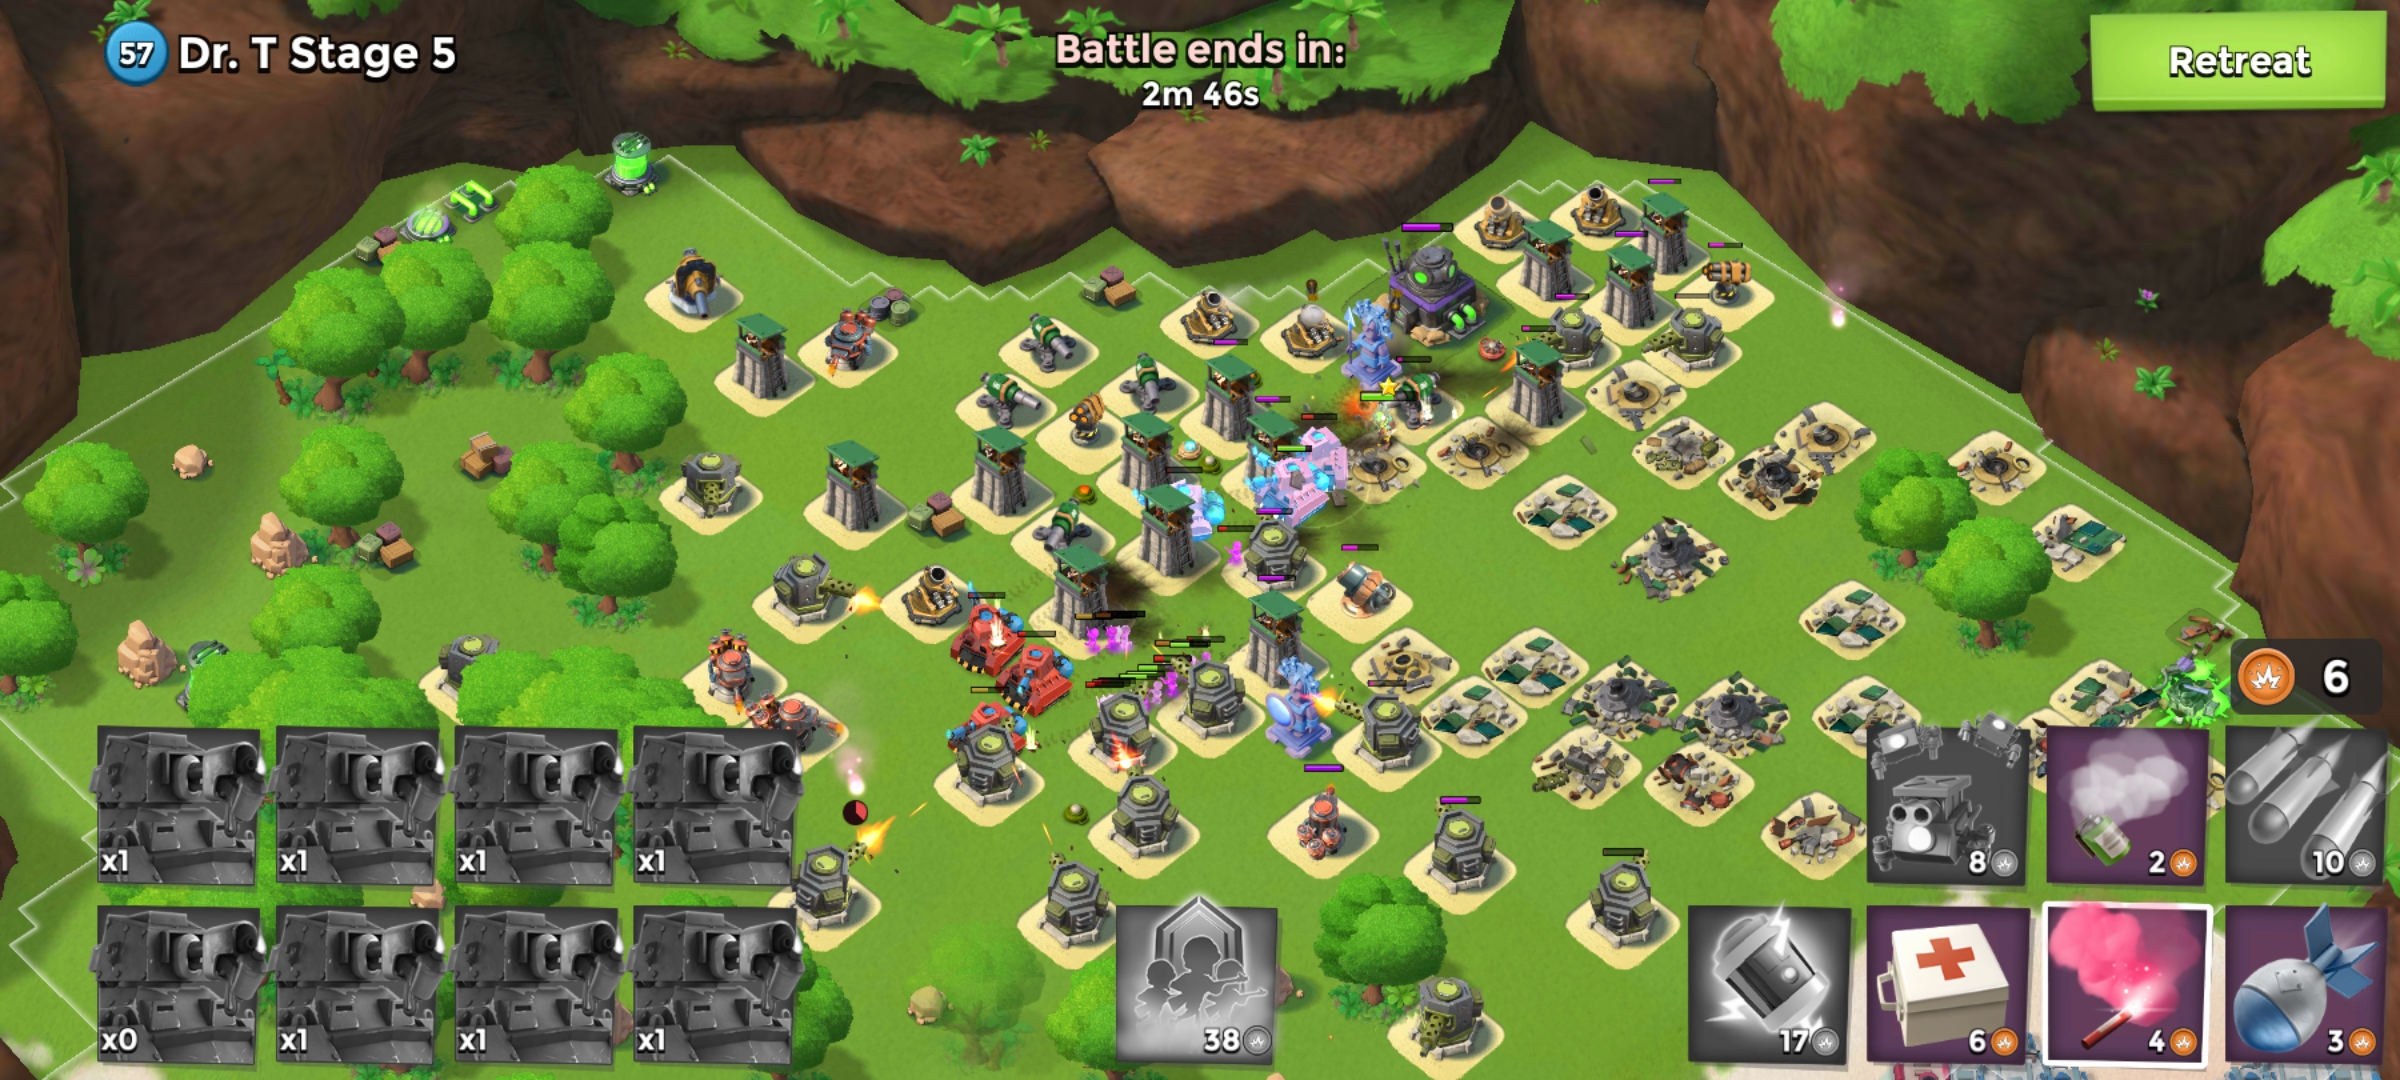 57 Dr. T Stage 5
Battle ends in:
2m 46s
Retreat
6
x1 x1 x1 x1
8 2 10
x0 x1 x1 x1
38 17 6 4 3